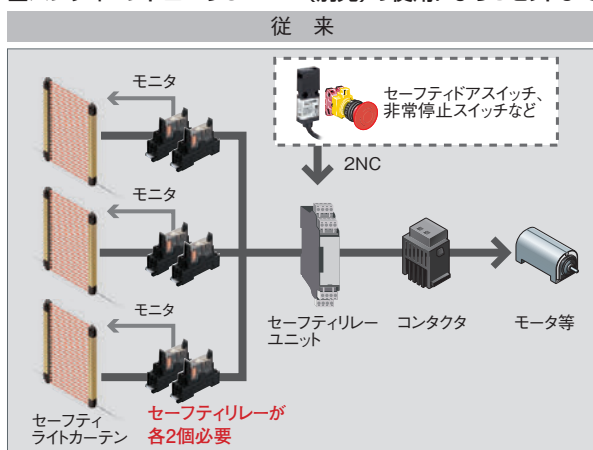 従 来
モニタ
セーフティドアスイッチ、
非常停止スイッチなど
2NC
モニタ
モニタ
セーフティリレー
ユニット
コンタクタ
モータ等
セーフティ
ライトカーテン
セーフティリレーが
各2個必要